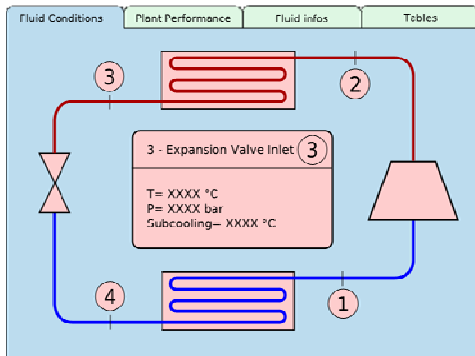 Fluid Conditions
Plant Performance
Fluid infos
Tables
3
2
3 - Expansion Valve Inlet 3
T= XXXX °C
P= XXXX bar
Subcooling= XXXX °C
4
1